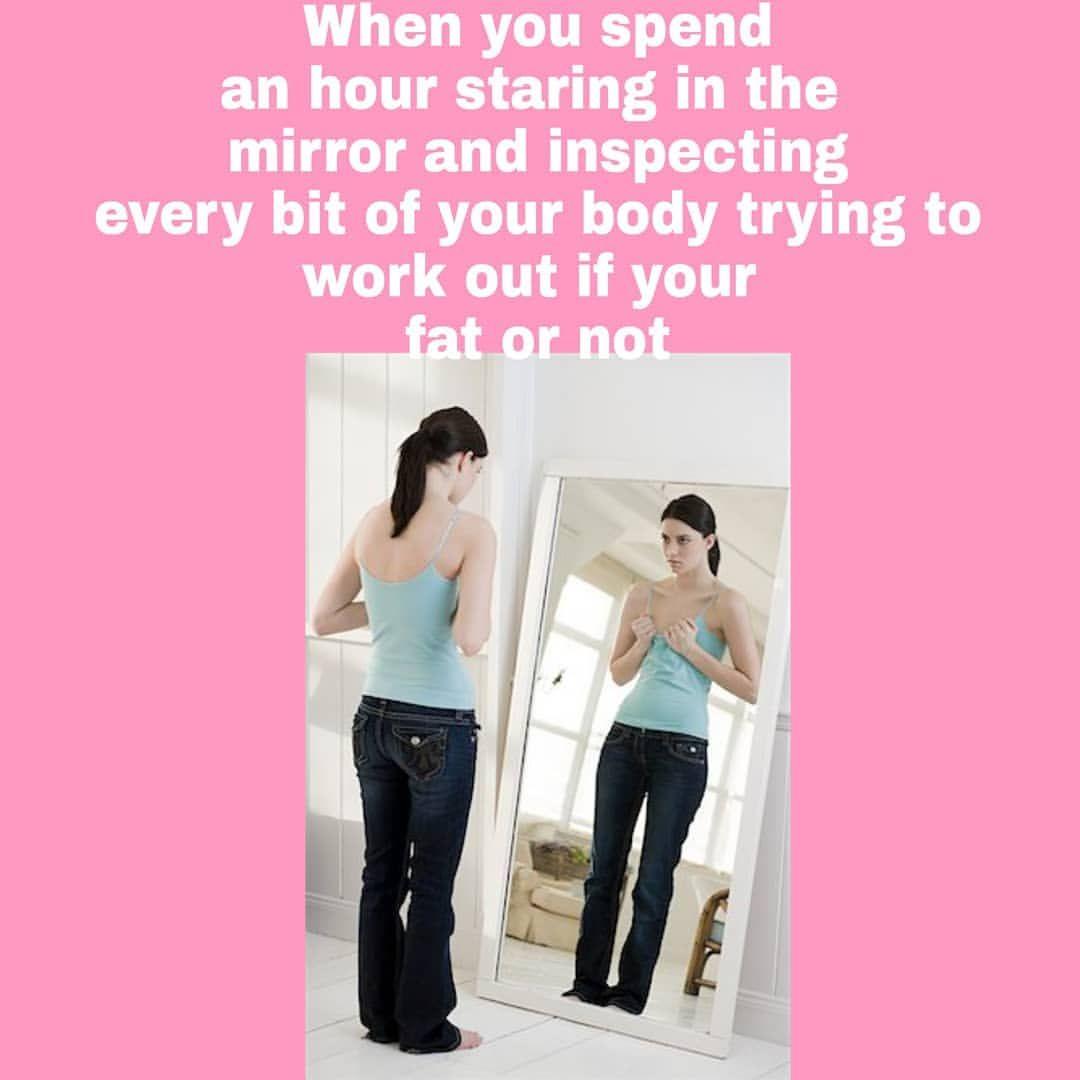 When you spend
an hour staring in the
mirror and inspecting
every bit of your body trying to
work out if your
fat or not